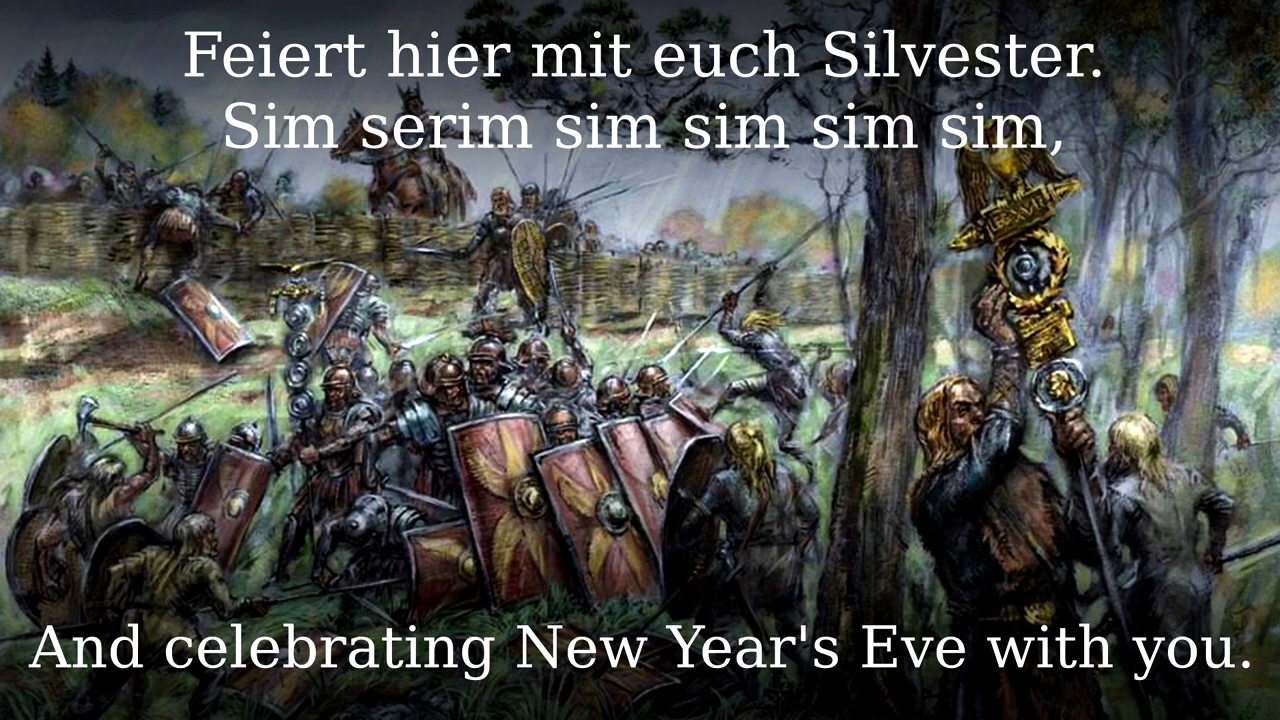 Feiert hier mit euch Silvester.
Sim serim sim sim sim sim,
And celebrating New Year's Eve with you.